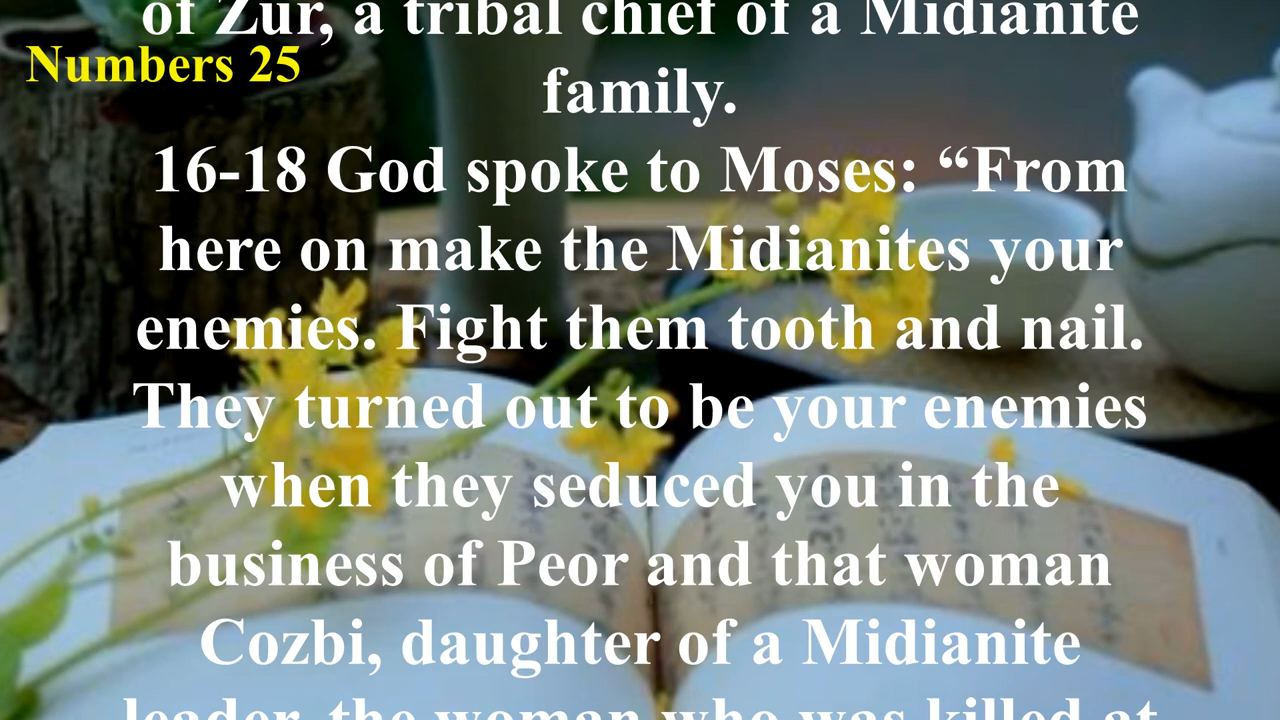 of Zur, a tribal chief of a Midianite
Numbers 25
family.
16-18 God spoke to Moses: “From
here on make the Midianites your
enemies. Fight them tooth and nail.
They turned out to be your enemies
when they seduced you in the
business of Peor and that woman
Cozbi, daughter of a Midianite
leader, the woman who was killed at